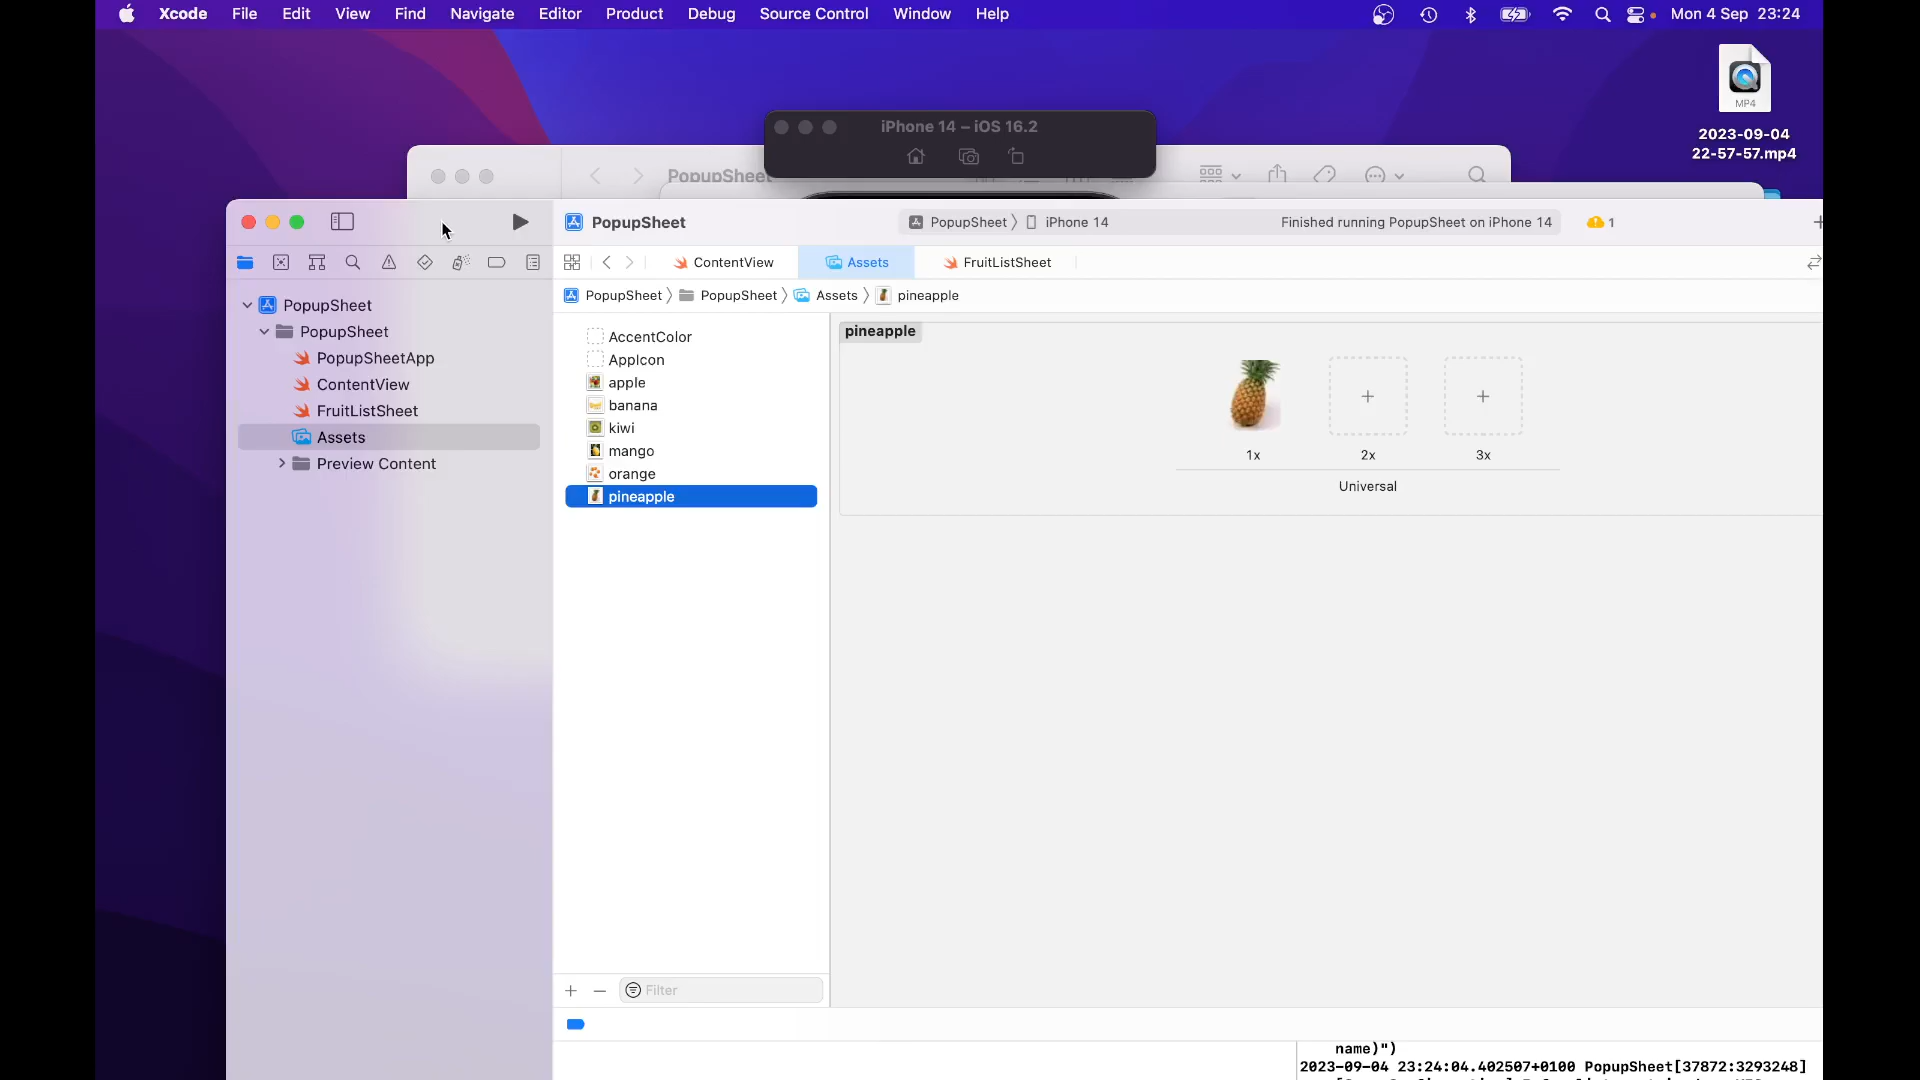 Xcode File Edit View Find Navigate Editor Product Debug Source Control Window Help Mon 4 Sep 23:24
MP4
2023-09-04
22-57-57.mp4
iPhone 14 – iOS 16.2
PopupSheet
PopupSheet
PopupSheet iPhone 14 Finished running PopupSheet on iPhone 14 1
ContentView Assets FruitListSheet
PopupSheet PopupSheet Assets pineapple
PopupSheet
PopupSheet
PopupSheetApp
ContentView
FruitListSheet
Assets
Preview Content
AccentColor
AppIcon
apple
banana
kiwi
mango
orange
pineapple
pineapple
1x 2x 3x
Universal
Filter
name)")
2023-09-04 23:24:04.402507+0100 PopupSheet[37872:3293248]